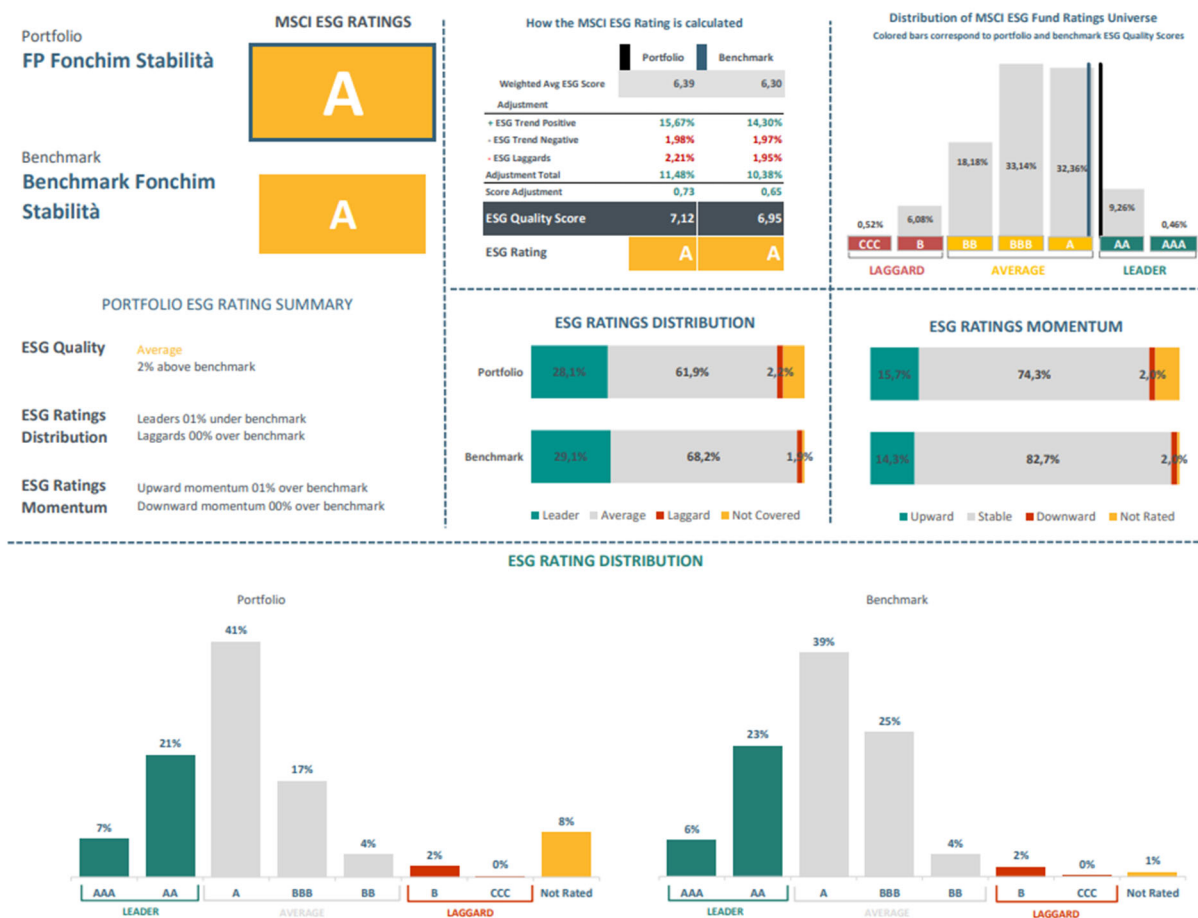 MSCI ESG RATINGS
Portfolio
FP Fonchim Stabilità
A
Benchmark
Benchmark Fonchim
Stabilità
A
PORTFOLIO ESG RATING SUMMARY
ESG Quality
Average
2% above benchmark
ESG Ratings
Distribution
Leaders 01% under benchmark
Laggards 00% over benchmark
ESG Ratings
Momentum
Upward momentum 01% over benchmark
Downward momentum 00% over benchmark
How the MSCI ESG Rating is calculated
Portfolio Benchmark
Weighted Avg ESG Score 6,39 6,30
Adjustment
+ ESG Trend Positive 15,67% 14,30%
- ESG Trend Negative 1,98% 1,97%
- ESG Laggards 2,21% 1,95%
Adjustment Total 11,48% 10,38%
Score Adjustment 0,73 0,65
ESG Quality Score 7,12 6,95
ESG Rating A A
Distribution of MSCI ESG Fund Ratings Universe
Colored bars correspond to portfolio and benchmark ESG Quality Scores
0,52% 6,08% 18,18% 33,14% 32,36% 9,26% 0,46%
CCC B BB BBB A AA AAA
LAGGARD AVERAGE LEADER
ESG RATINGS DISTRIBUTION
Portfolio 28,1% 61,9% 2,2%
Benchmark 29,1% 68,2% 1,9%
Leader Average Laggard Not Covered
ESG RATINGS MOMENTUM
15,7% 74,3% 2,0%
14,3% 82,7% 2,0%
Upward Stable Downward Not Rated
ESG RATING DISTRIBUTION
Portfolio
7% 21% 41% 17% 4% 2% 0% 8%
AAA AA A BBB BB B CCC Not Rated
LEADER AVERAGE LAGGARD
Benchmark
6% 23% 39% 25% 4% 2% 0% 1%
AAA AA A BBB BB B CCC Not Rated
LEADER AVERAGE LAGGARD